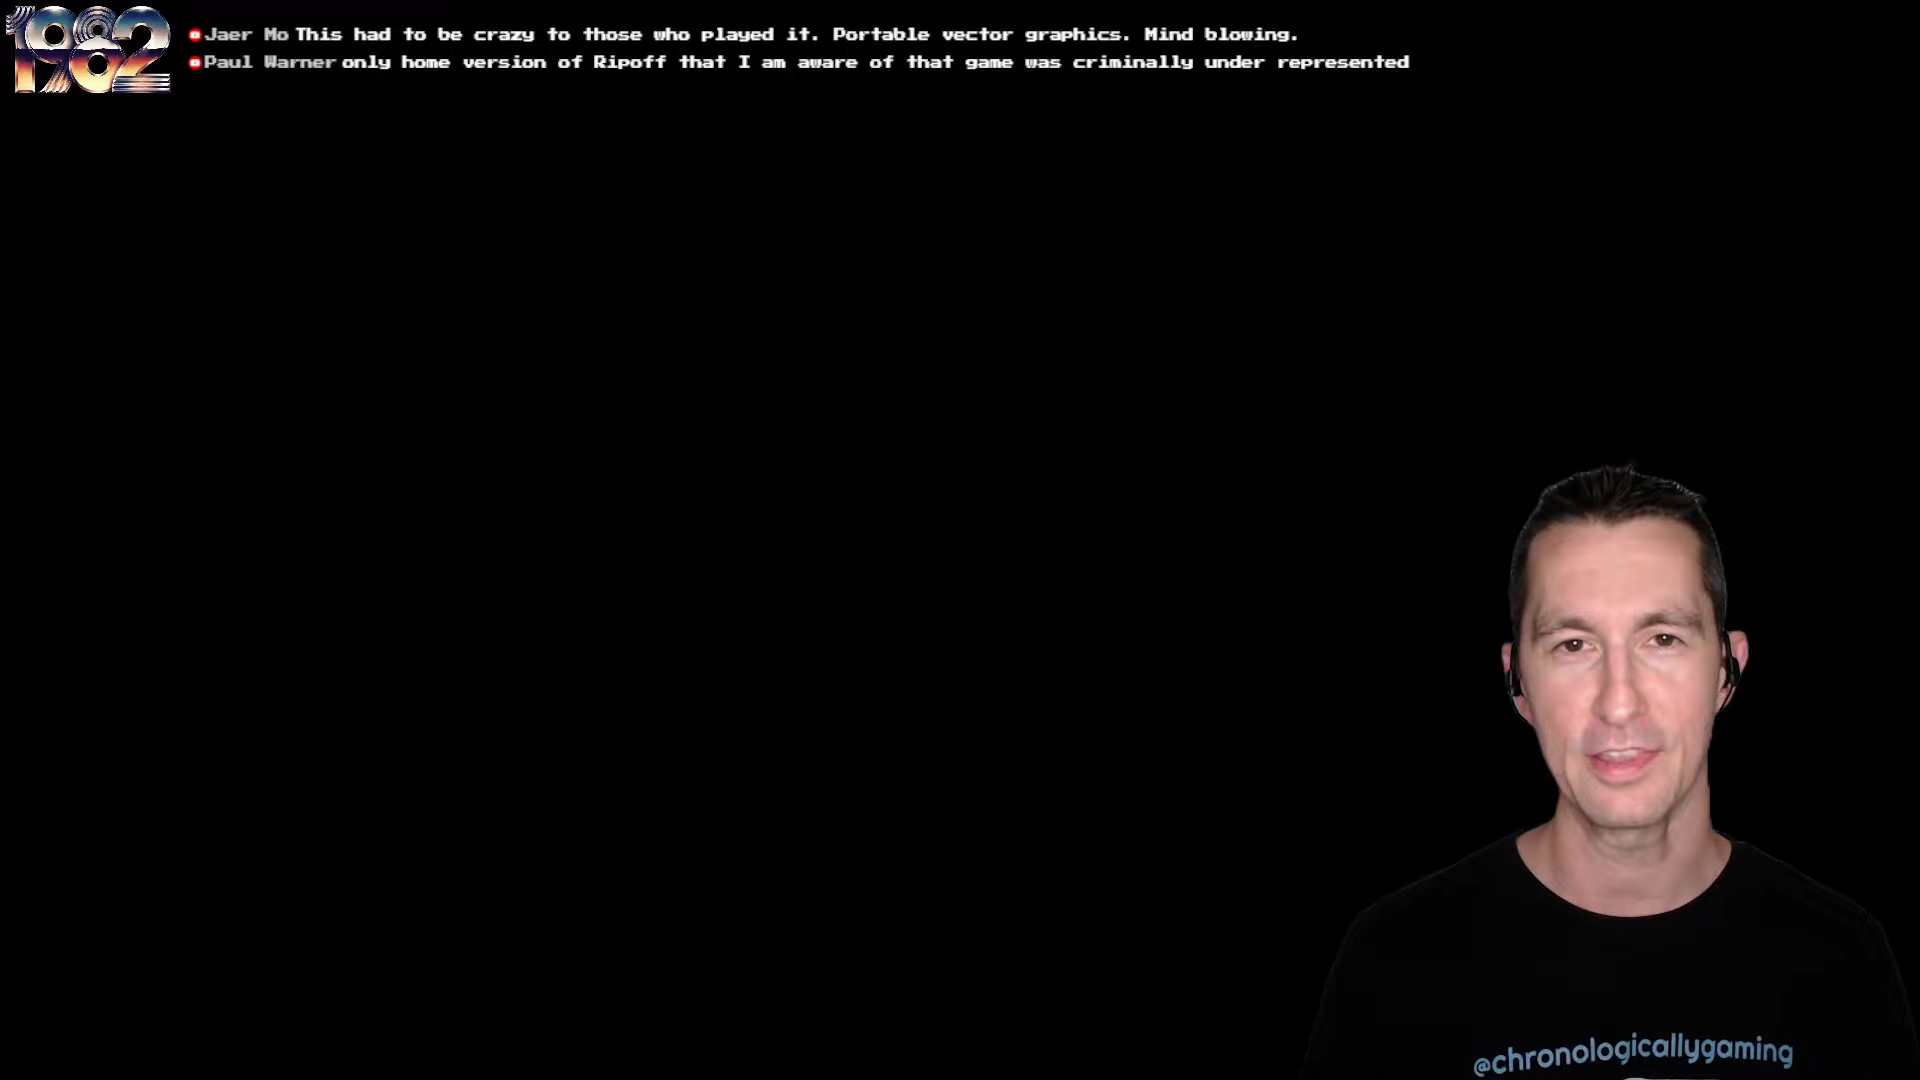 1982
Jaer Mo This had to be crazy to those who played it. Portable vector graphics. Mind blowing.
Paul Warner only home version of Ripoff that I am aware of that game was criminally under represented
@chronologicallygaming